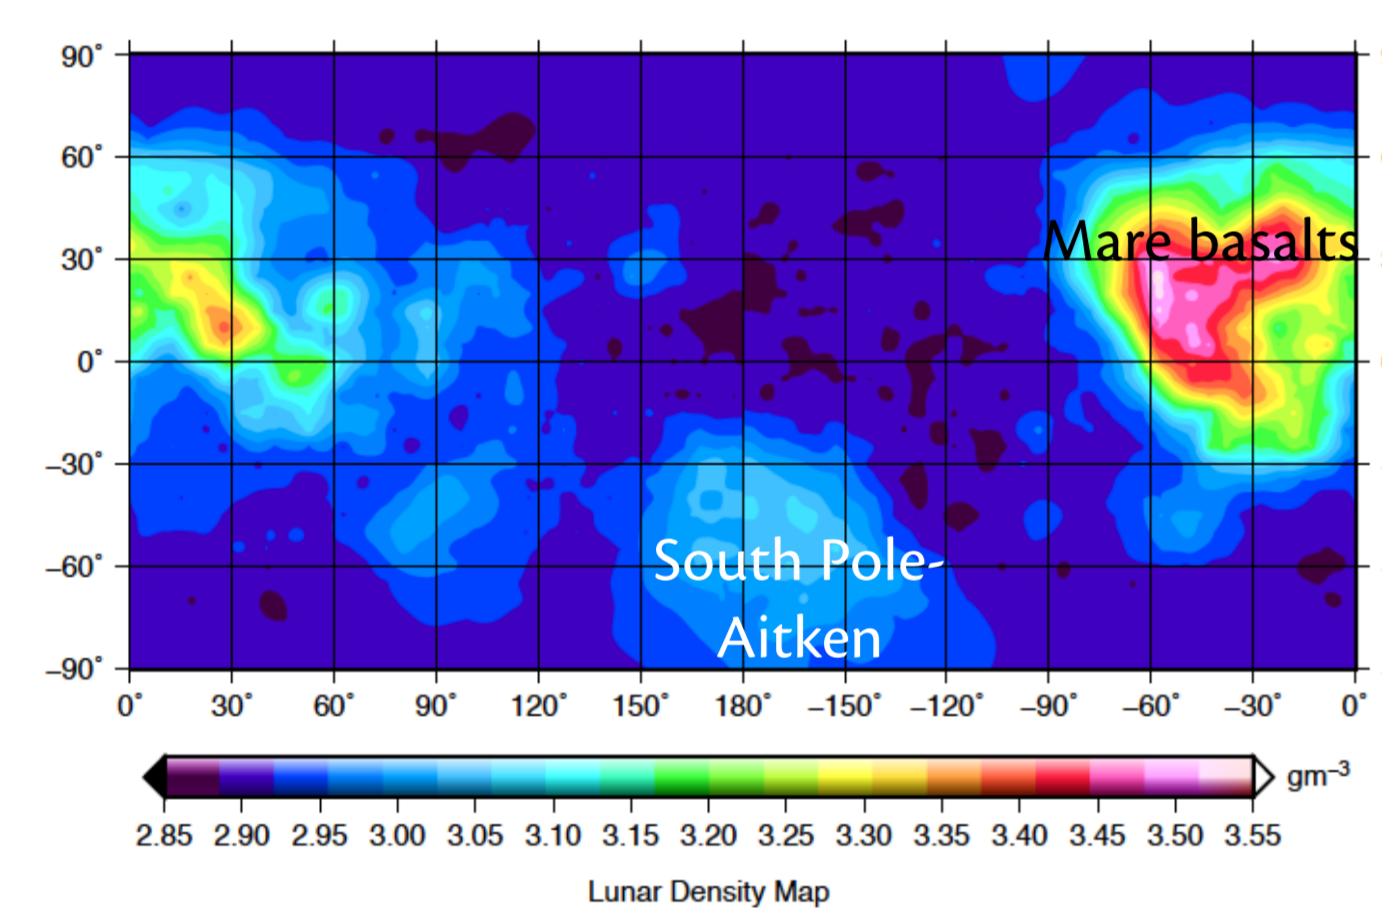 90˚
60˚
30˚
0˚
−30˚
−60˚
−90˚
Mare basalts
South Pole-
Aitken
0˚ 30˚ 60˚ 90˚ 120˚ 150˚ 180˚ −150˚ −120˚ −90˚ −60˚ −30˚ 0˚
gm⁻³
2.85 2.90 2.95 3.00 3.05 3.10 3.15 3.20 3.25 3.30 3.35 3.40 3.45 3.50 3.55
Lunar Density Map